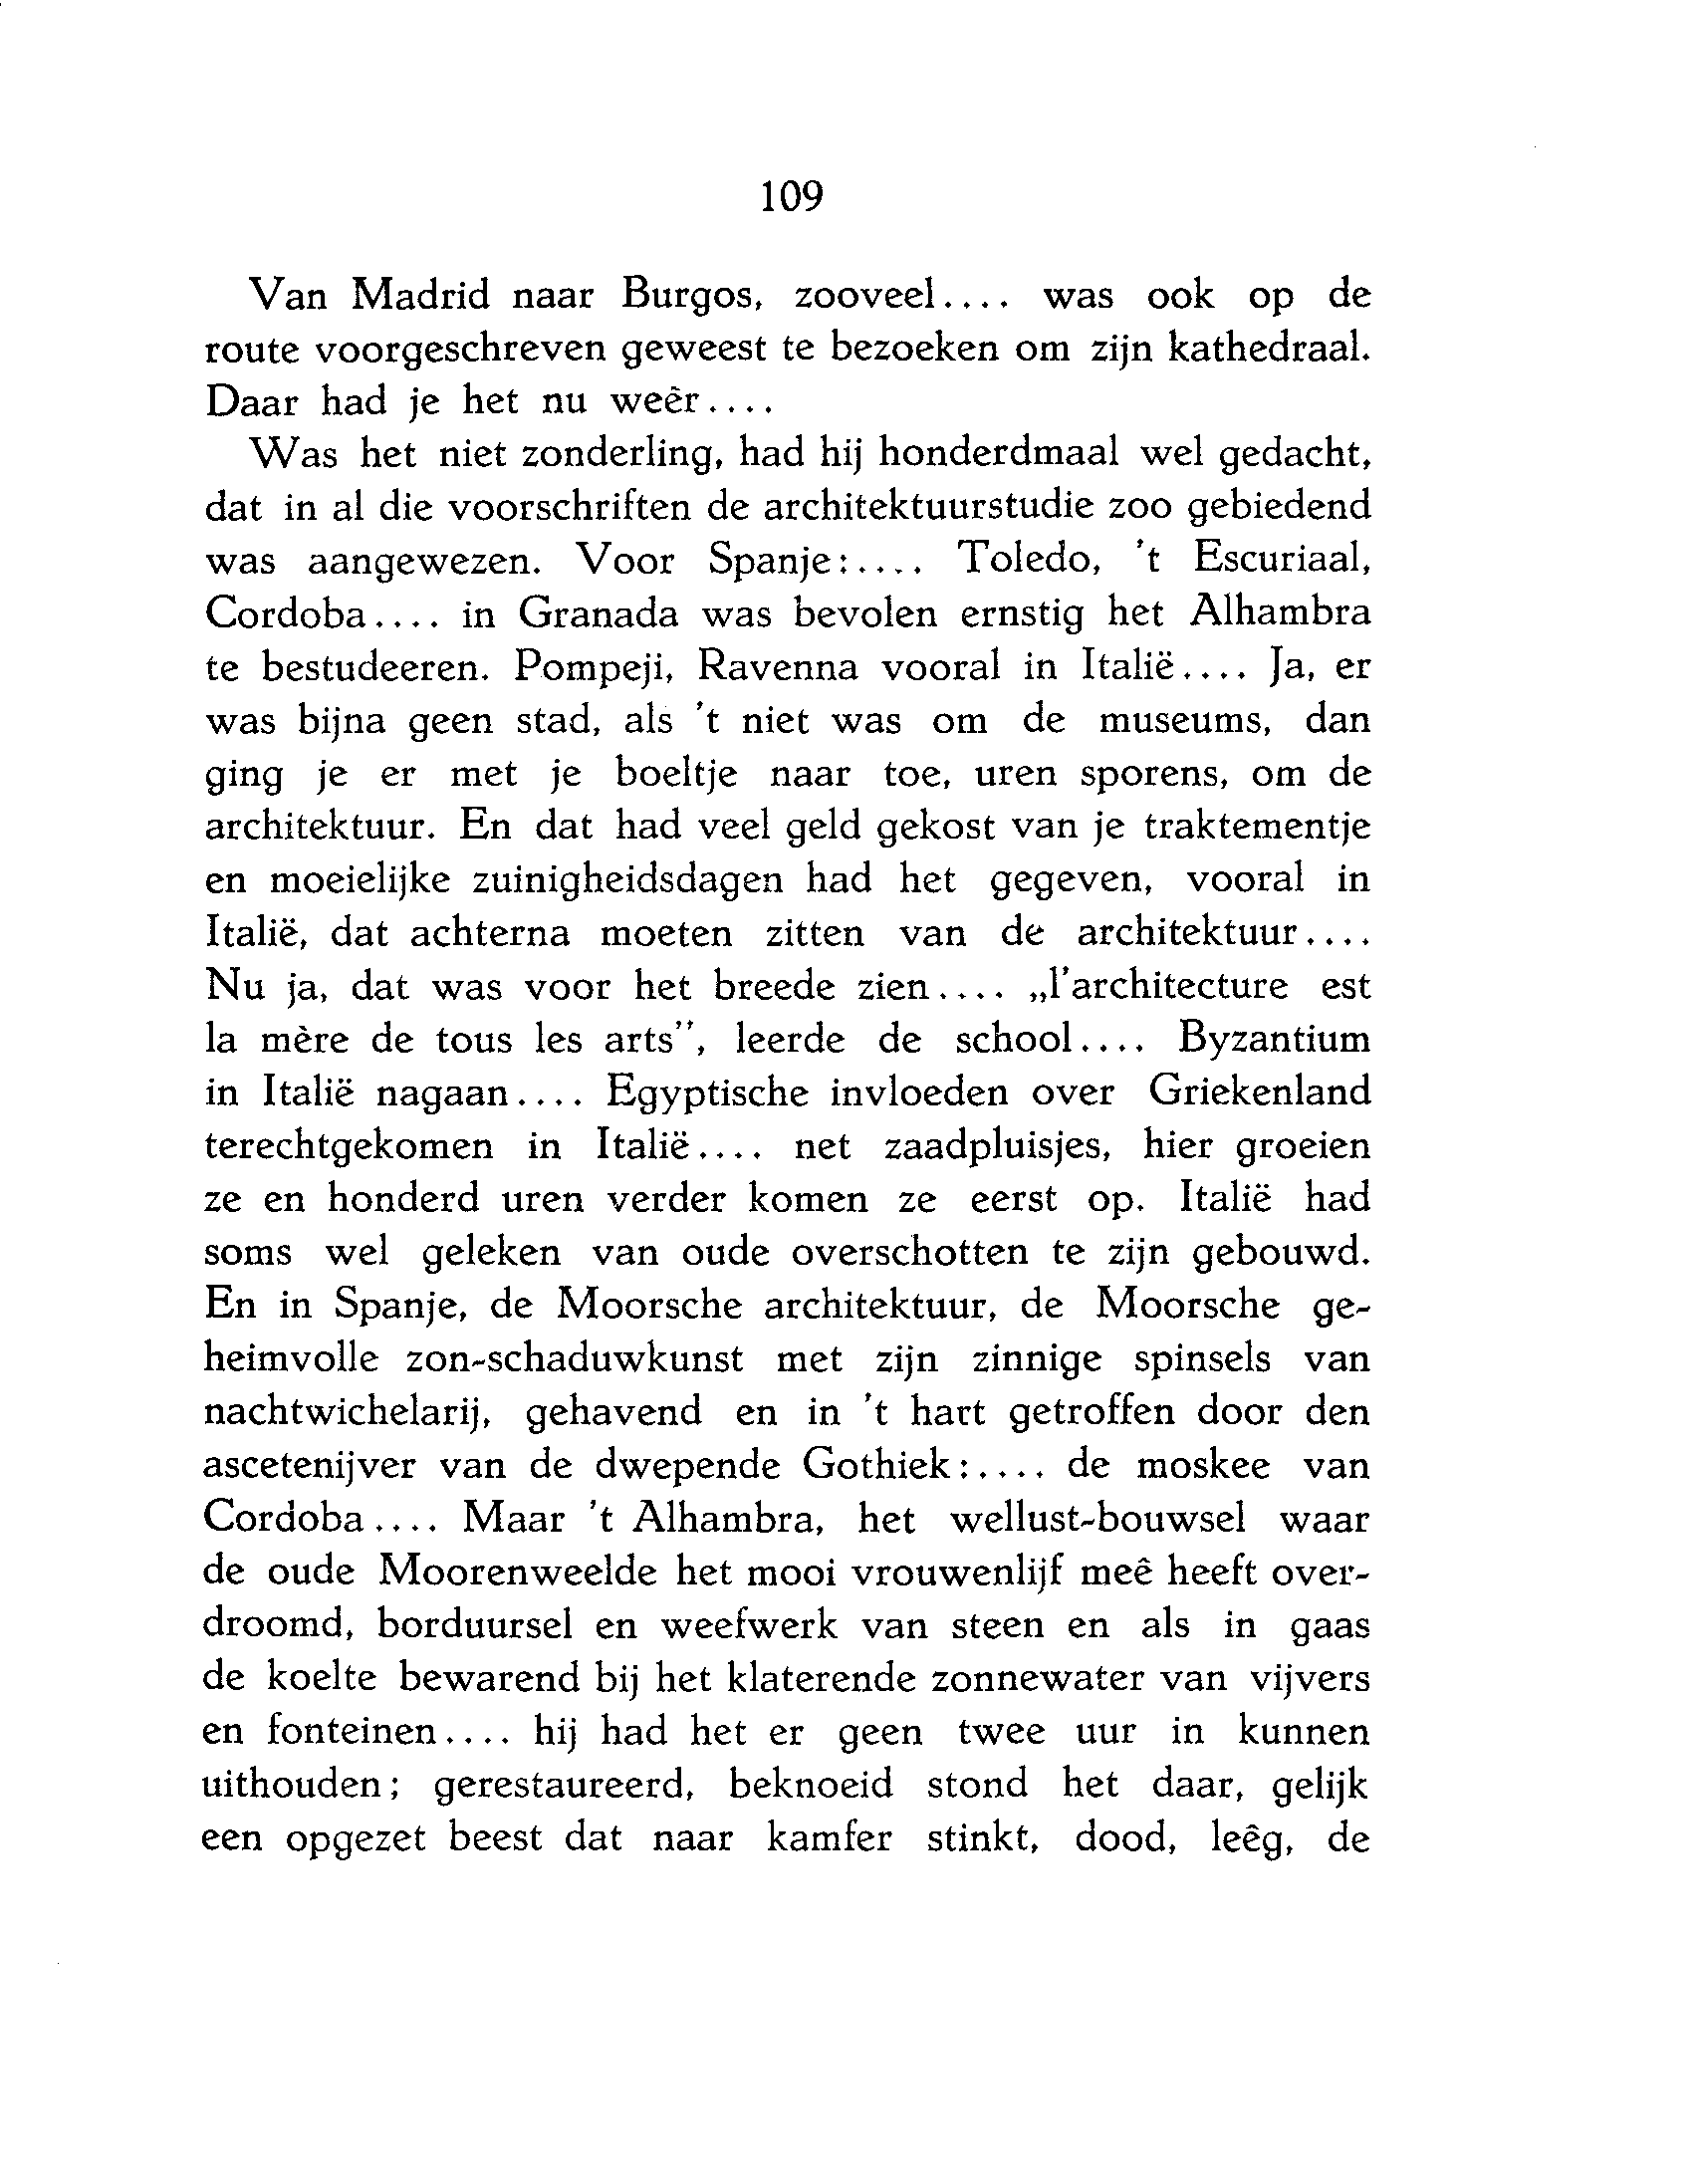 109
Van Madrid naar Burgos, zooveel.... was ook op de
route voorgeschreven geweest te bezoeken om zijn kathedraal.
Daar had je het nu weêr....
Was het niet zonderling, had hij honderdmaal wel gedacht,
dat in al die voorschriften de architektuurstudie zoo gebiedend
was aangewezen. Voor Spanje:.... Toledo, 't Escuriaal,
Cordoba.... in Granada was bevolen ernstig het Alhambra
te bestudeeren. Pompeji, Ravenna vooral in Italië.... Ja, er
was bijna geen stad, als 't niet was om de museums, dan
ging je er met je boeltje naar toe, uren sporens, om de
architektuur. En dat had veel geld gekost van je traktementje
en moeielijke zuinigheidsdagen had het gegeven, vooral in
Italië, dat achterna moeten zitten van de architektuur....
Nu ja, dat was voor het breede zien.... „l'architecture est
la mère de tous les arts", leerde de school.... Byzantium
in Italië nagaan.... Egyptische invloeden over Griekenland
terechtgekomen in Italië.... net zaadpluisjes, hier groeien
ze en honderd uren verder komen ze eerst op. Italië had
soms wel geleken van oude overschotten te zijn gebouwd.
En in Spanje, de Moorsche architektuur, de Moorsche ge-
heimvolle zon-schaduwkunst met zijn zinnige spinsels van
nachtwichelarij, gehavend en in 't hart getroffen door den
ascetenijver van de dwepende Gothiek:.... de moskee van
Cordoba.... Maar 't Alhambra, het wellust-bouwsel waar
de oude Moorenweelde het mooi vrouwenlijf meê heeft over-
droomd, borduursel en weefwerk van steen en als in gaas
de koelte bewarend bij het klaterende zonnewater van vijvers
en fonteinen.... hij had het er geen twee uur in kunnen
uithouden; gerestaureerd, beknoeid stond het daar, gelijk
een opgezet beest dat naar kamfer stinkt, dood, leêg, de